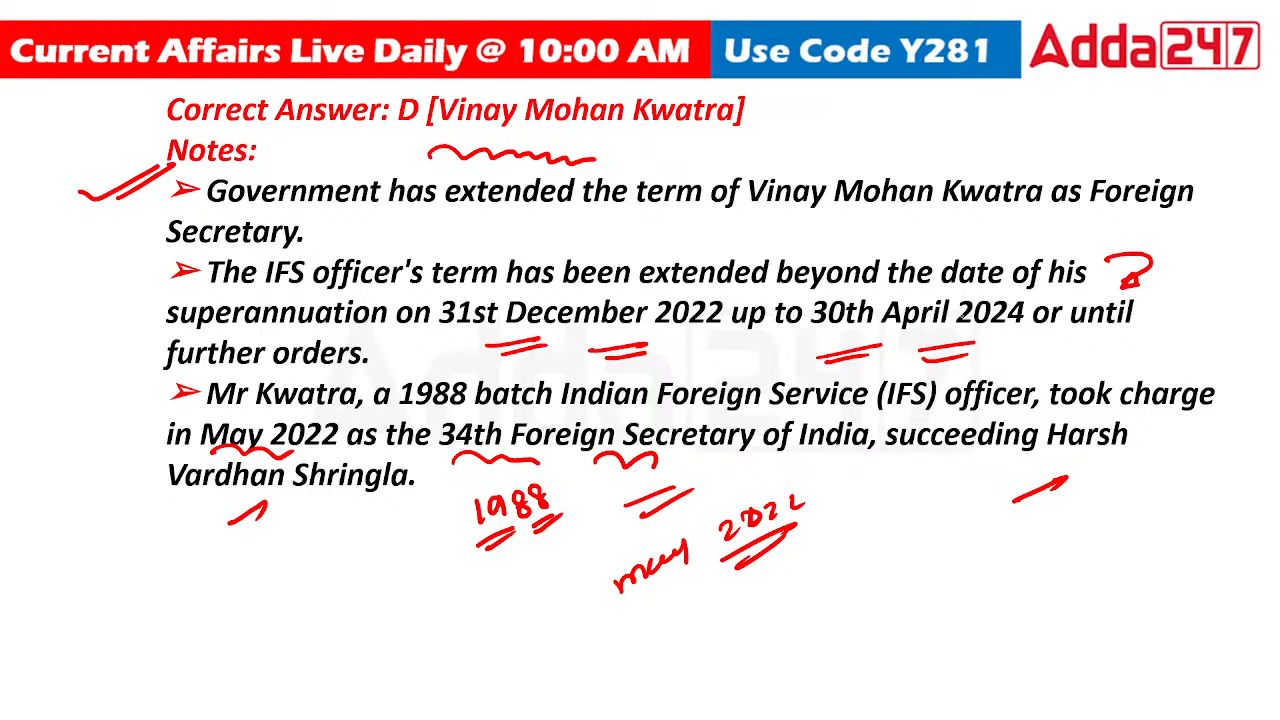 Current Affairs Live Daily @ 10:00 AM Use Code Y281 Adda247
Correct Answer: D [Vinay Mohan Kwatra]
Notes:
➢ Government has extended the term of Vinay Mohan Kwatra as Foreign
Secretary.
➢ The IFS officer's term has been extended beyond the date of his
superannuation on 31st December 2022 up to 30th April 2024 or until
further orders.
➢ Mr Kwatra, a 1988 batch Indian Foreign Service (IFS) officer, took charge
in May 2022 as the 34th Foreign Secretary of India, succeeding Harsh
Vardhan Shringla.
1988
may 2022
Adda247